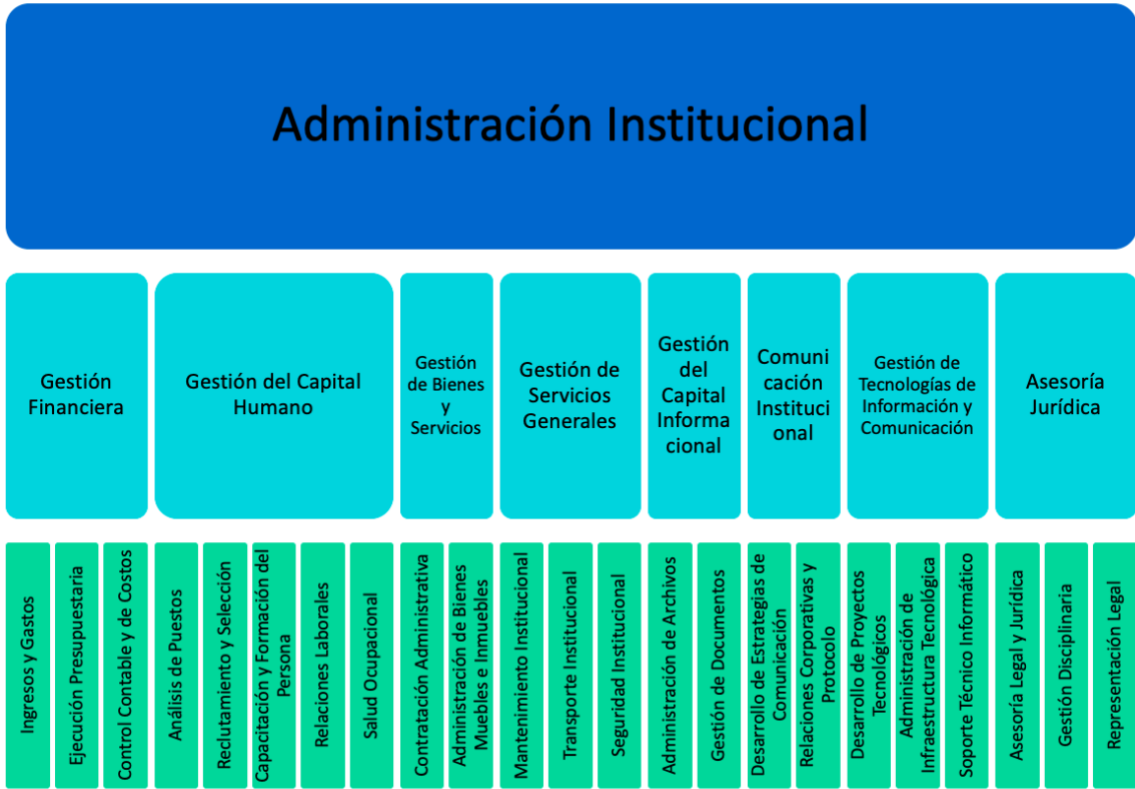 Administración Institucional
Gestión
Financiera
Gestión del Capital
Humano
Gestión
de Bienes
y
Servicios
Gestión de
Servicios
Generales
Gestión
del
Capital
Informa
cional
Comuni
cación
Instituci
onal
Gestión de
Tecnologías de
Información y
Comunicación
Asesoría
Jurídica
Ingresos y Gastos
Ejecución Presupuestaria
Control Contable y de Costos
Análisis de Puestos
Reclutamiento y Selección
Capacitación y Formación del
Persona
Relaciones Laborales
Salud Ocupacional
Contratación Administrativa
Administración de Bienes
Muebles e Inmuebles
Mantenimiento Institucional
Transporte Institucional
Seguridad Institucional
Administración de Archivos
Gestión de Documentos
Desarrollo de Estrategias de
Comunicación
Relaciones Corporativas y
Protocolo
Desarrollo de Proyectos
Tecnológicos
Administración de
Infraestructura Tecnológica
Soporte Técnico Informático
Asesoría Legal y Jurídica
Gestión Disciplinaria
Representación Legal